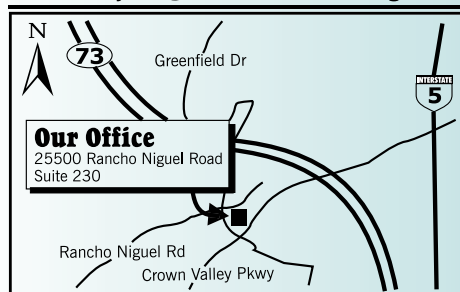 N
73
Greenfield Dr
INTERSTATE
5
Our Office
25500 Rancho Niguel Road
Suite 230
Rancho Niguel Rd
Crown Valley Pkwy